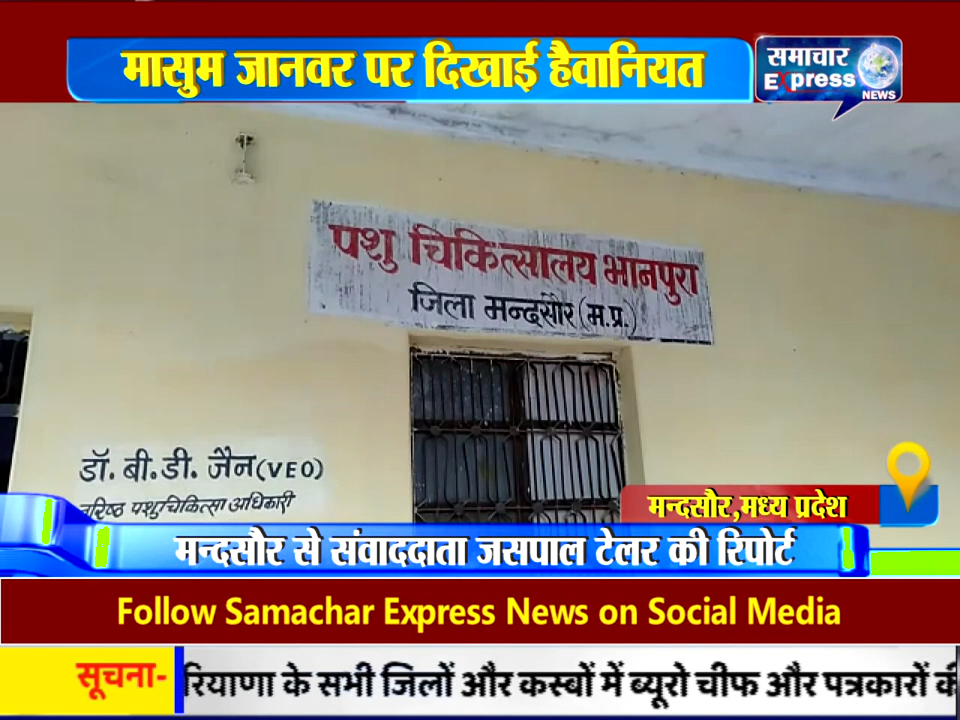 मासुम जानवर पर दिखाई हैवानियत
समाचार
Express
NEWS
पशु चिकित्सालय भानपुरा
जिला मन्दसौर (म.प्र.)
डॉ. बी.डी. जैन (VEO)
वरिष्ठ पशुचिकित्सा अधिकारी
मन्दसौर,मध्य प्रदेश
मन्दसौर से संवाददाता जसपाल टेलर की रिपोर्ट
Follow Samachar Express News on Social Media
सूचना- रियाणा के सभी जिलों और कस्बों में ब्यूरो चीफ और पत्रकारों की